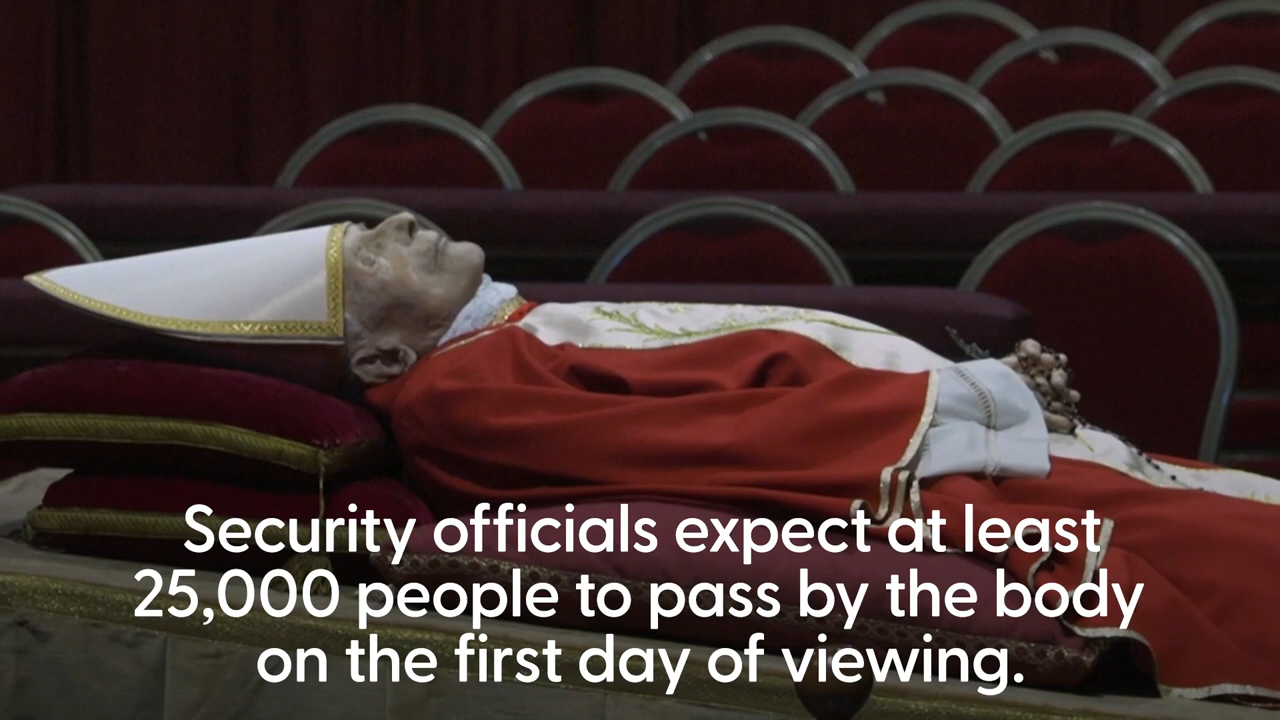 Security officials expect at least
25,000 people to pass by the body
on the first day of viewing.